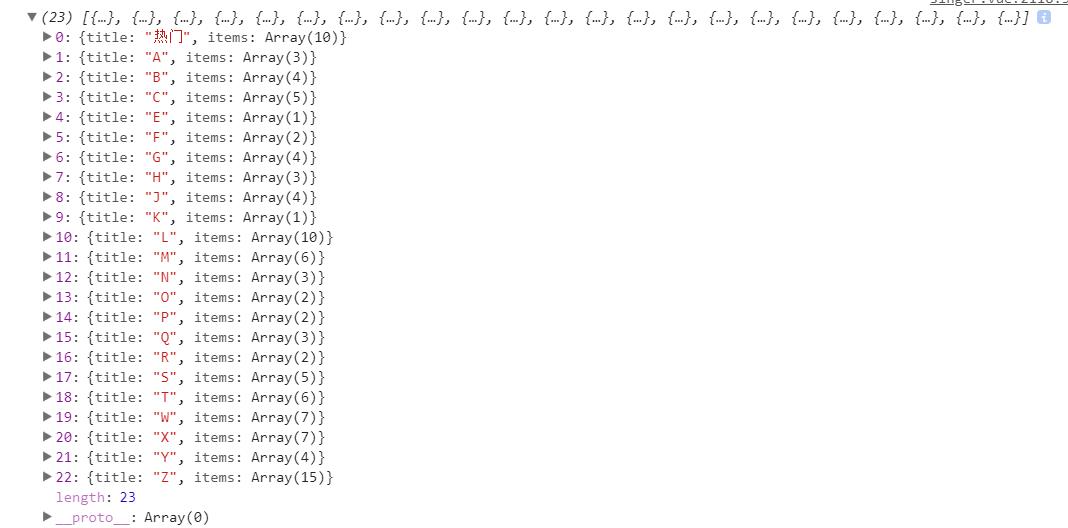 (23) [{…}, {…}, {…}, {…}, {…}, {…}, {…}, {…}, {…}, {…}, {…}, {…}, {…}, {…}, {…}, {…}, {…}, {…}, {…}, {…}, {…}, {…}, {…}] i
0: {title: "热门", items: Array(10)}
1: {title: "A", items: Array(3)}
2: {title: "B", items: Array(4)}
3: {title: "C", items: Array(5)}
4: {title: "E", items: Array(1)}
5: {title: "F", items: Array(2)}
6: {title: "G", items: Array(4)}
7: {title: "H", items: Array(3)}
8: {title: "J", items: Array(4)}
9: {title: "K", items: Array(1)}
10: {title: "L", items: Array(10)}
11: {title: "M", items: Array(6)}
12: {title: "N", items: Array(3)}
13: {title: "O", items: Array(2)}
14: {title: "P", items: Array(2)}
15: {title: "Q", items: Array(3)}
16: {title: "R", items: Array(2)}
17: {title: "S", items: Array(5)}
18: {title: "T", items: Array(6)}
19: {title: "W", items: Array(7)}
20: {title: "X", items: Array(7)}
21: {title: "Y", items: Array(4)}
22: {title: "Z", items: Array(15)}
length: 23
__proto__: Array(0)